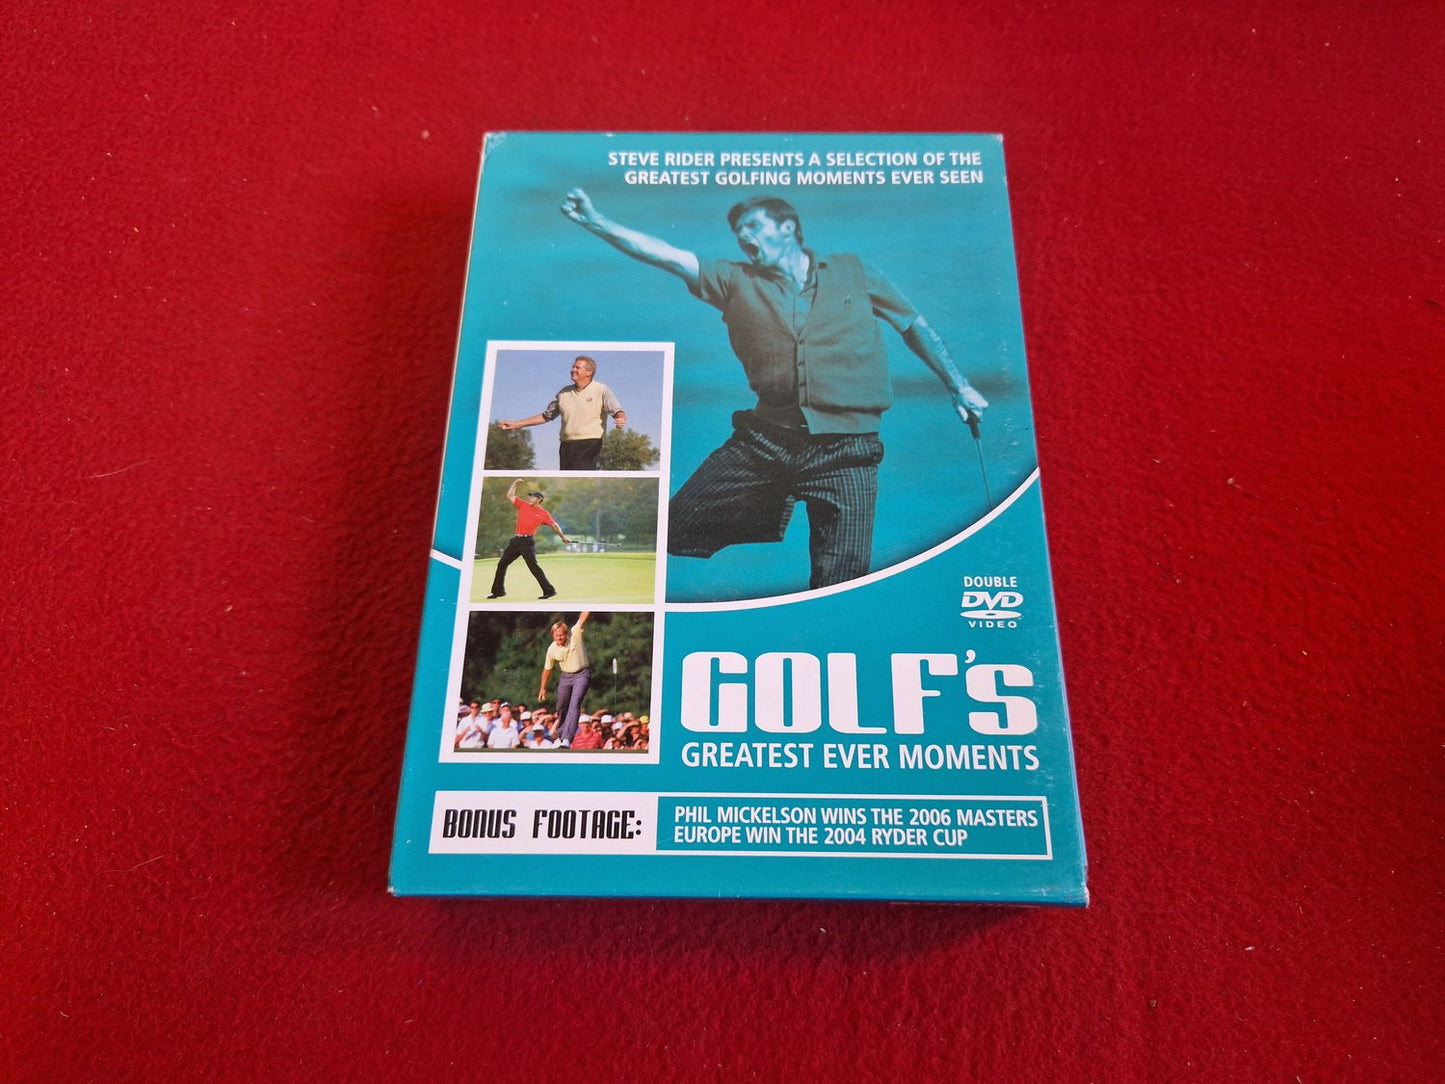 STEVE RIDER PRESENTS A SELECTION OF THE
GREATEST GOLFING MOMENTS EVER SEEN
DOUBLE
DVD
VIDEO
GOLF'S
GREATEST EVER MOMENTS
BONUS FOOTAGE:
PHIL MICKELSON WINS THE 2006 MASTERS
EUROPE WIN THE 2004 RYDER CUP